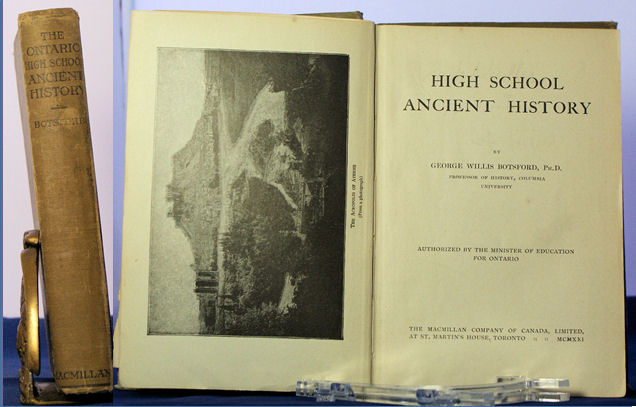 THE
ONTARIO
HIGH SCHOOL
ANCIENT
HISTORY
BOTSFORD
MACMILLAN
THE ACROPOLIS OF ATHENS
(From a photograph)
HIGH SCHOOL
ANCIENT HISTORY
BY
GEORGE WILLIS BOTSFORD, PH.D.
PROFESSOR OF HISTORY, COLUMBIA
UNIVERSITY
AUTHORIZED BY THE MINISTER OF EDUCATION
FOR ONTARIO
THE MACMILLAN COMPANY OF CANADA, LIMITED,
AT ST. MARTIN'S HOUSE, TORONTO MCMXXI